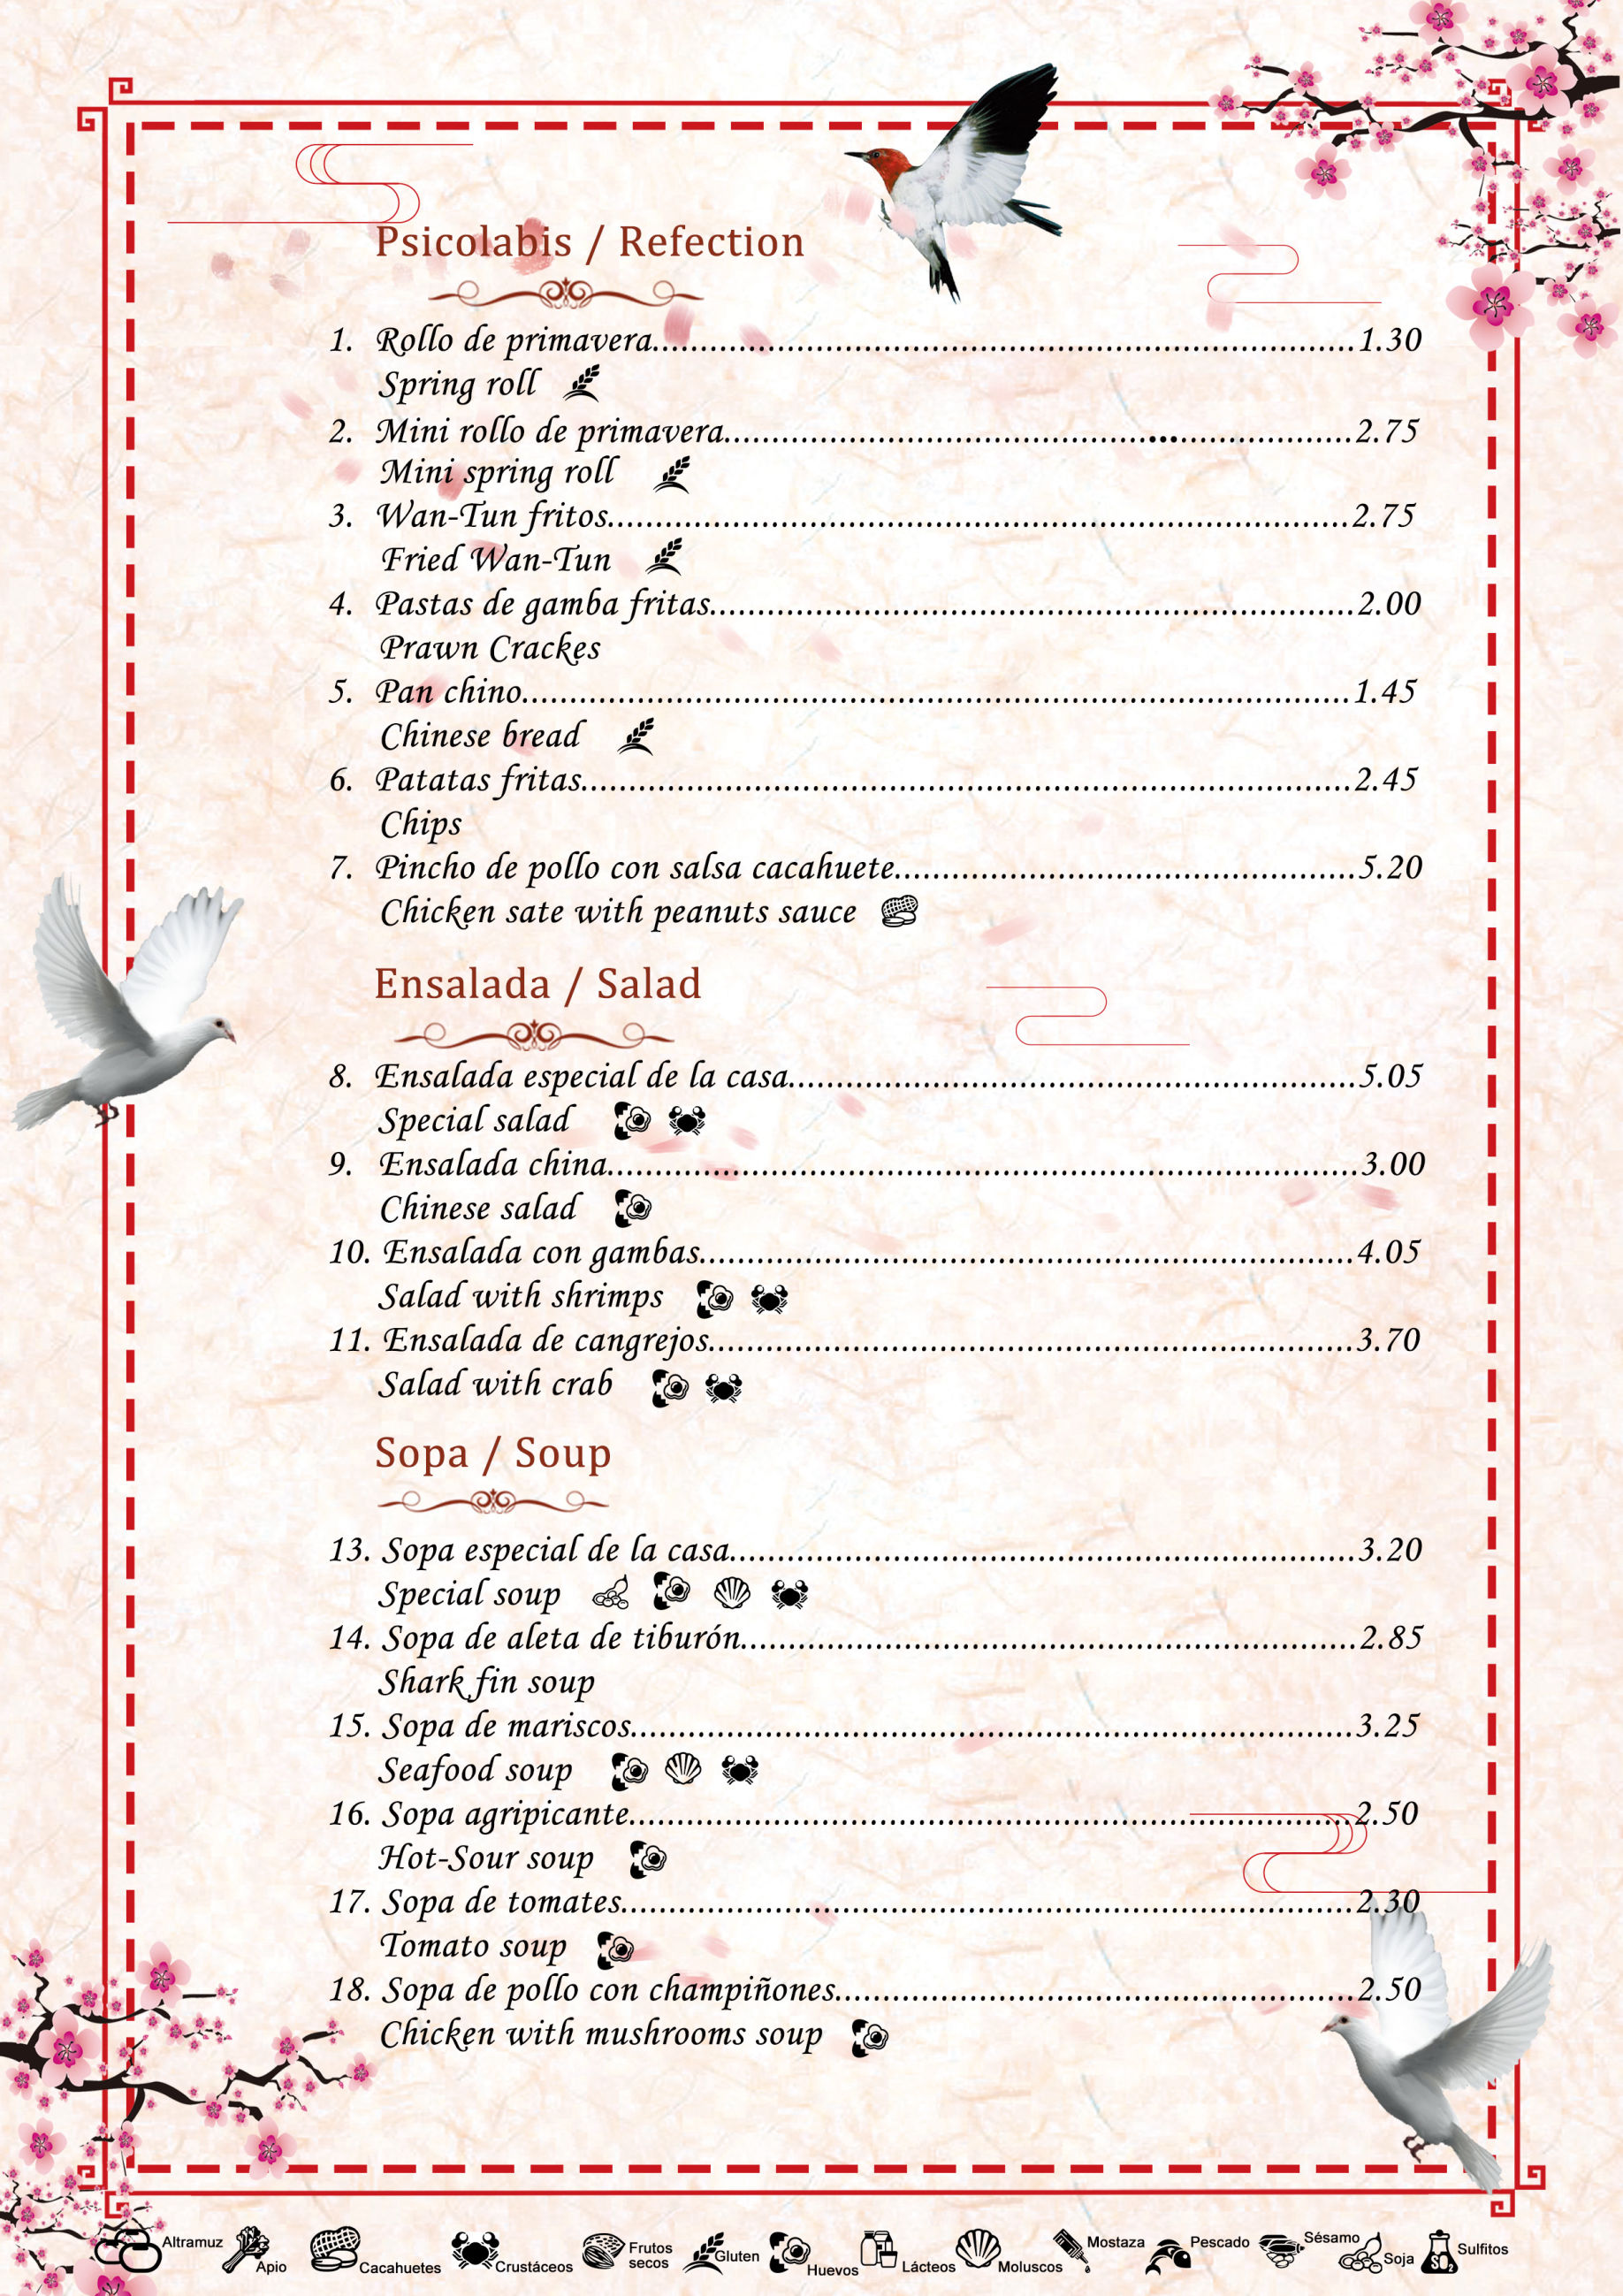 Psicolabis / Refection
1. Rollo de primavera........................................1.30
Spring roll
2. Mini rollo de primavera........................................2.75
Mini spring roll
3. Wan-Tun fritos........................................2.75
Fried Wan-Tun
4. Pastas de gamba fritas........................................2.00
Prawn Crackes
5. Pan chino........................................1.45
Chinese bread
6. Patatas fritas........................................2.45
Chips
7. Pincho de pollo con salsa cacahuete........................................5.20
Chicken sate with peanuts sauce
Ensalada / Salad
8. Ensalada especial de la casa........................................5.05
Special salad
9. Ensalada china........................................3.00
Chinese salad
10. Ensalada con gambas........................................4.05
Salad with shrimps
11. Ensalada de cangrejos........................................3.70
Salad with crab
Sopa / Soup
13. Sopa especial de la casa........................................3.20
Special soup
14. Sopa de aleta de tiburón........................................2.85
Shark fin soup
15. Sopa de mariscos........................................3.25
Seafood soup
16. Sopa agripicante........................................2.50
Hot-Sour soup
17. Sopa de tomates........................................2.30
Tomato soup
18. Sopa de pollo con champiñones........................................2.50
Chicken with mushrooms soup
Altramuz Apio Cacahuetes Crustáceos Frutos secos Gluten Huevos Lácteos Moluscos Mostaza Pescado Sésamo Soja SO2 Sulfitos